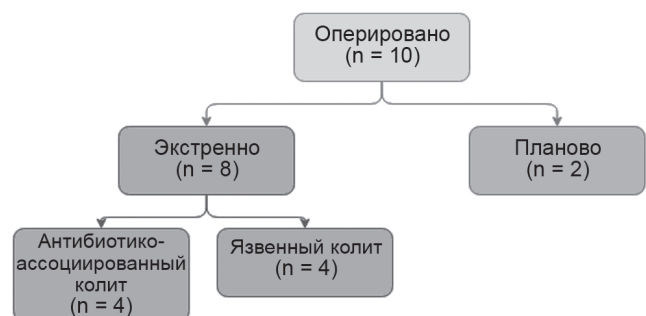 Оперировано
(n = 10)
Экстренно
(n = 8)
Планово
(n = 2)
Антибиотико-
ассоциированный
колит
(n = 4)
Язвенный колит
(n = 4)